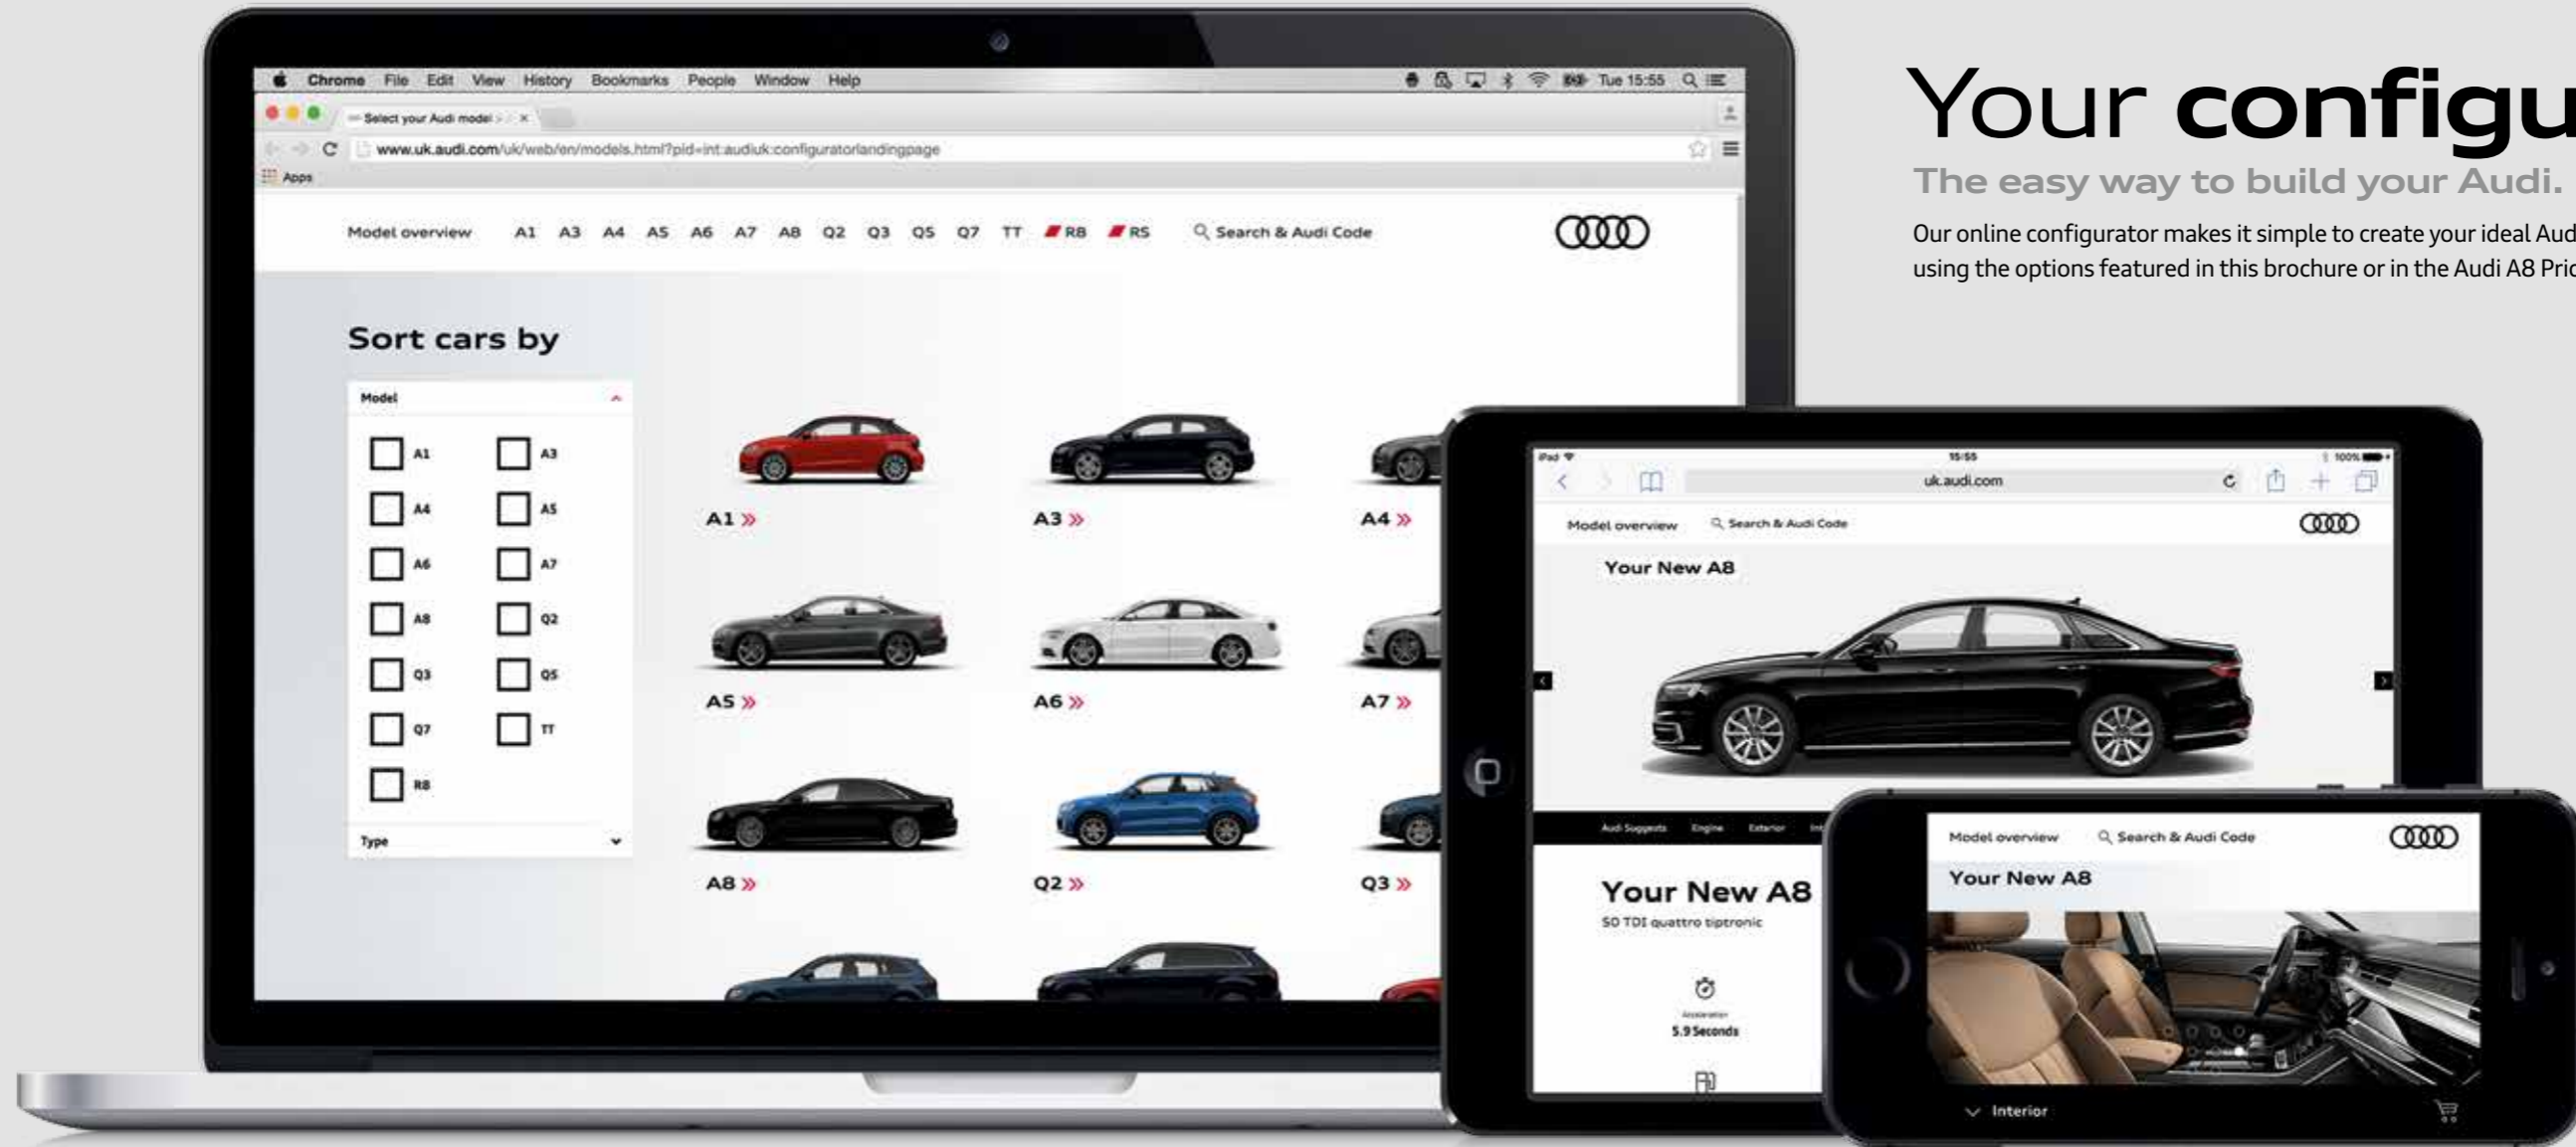 Chrome File Edit View History Bookmarks People Window Help
Tue 15:55
Select your Audi model
www.uk.audi.com/uk/web/en/models.html?pid=int:audiuk:configuratorlandingpage
Apps
Model overview A1 A3 A4 A5 A6 A7 A8 Q2 Q3 Q5 Q7 TT R8 RS Search & Audi Code
Sort cars by
Model
A1 A3
A4 A5
A6 A7
A8 Q2
Q3 Q5
Q7 TT
R8
Type
A1 A3 A4
A5 A6 A7
A8 Q2 Q3
Your configu
The easy way to build your Audi.
Our online configurator makes it simple to create your ideal Aud
using the options featured in this brochure or in the Audi A8 Pric
iPad 15:55 100%
uk.audi.com
Model overview Search & Audi Code
Your New A8
Audi Suggests Engine Exterior Int
Your New A8
50 TDI quattro tiptronic
Acceleration
5.9 Seconds
Model overview Search & Audi Code
Your New A8
Interior